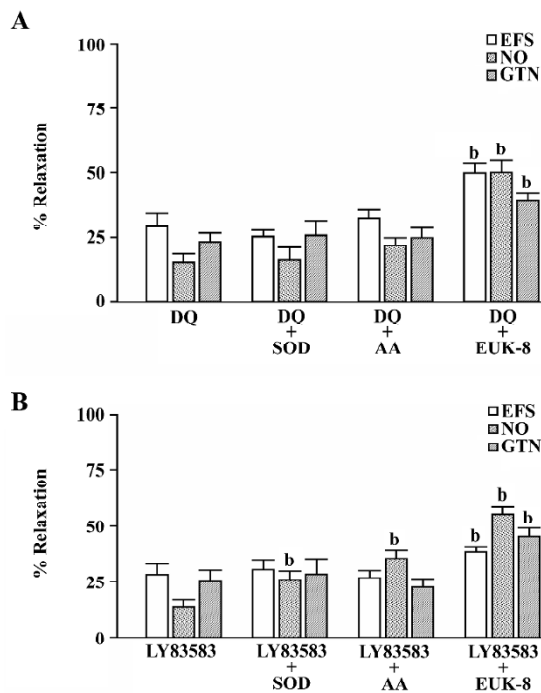 A
EFS
NO
GTN
% Relaxation
100
75
50
25
0
b
b
b
DQ
DQ
+
SOD
DQ
+
AA
DQ
+
EUK-8
B
EFS
NO
GTN
% Relaxation
100
75
50
25
0
b
b
b
b
b
LY83583
LY83583
+
SOD
LY83583
+
AA
LY83583
+
EUK-8